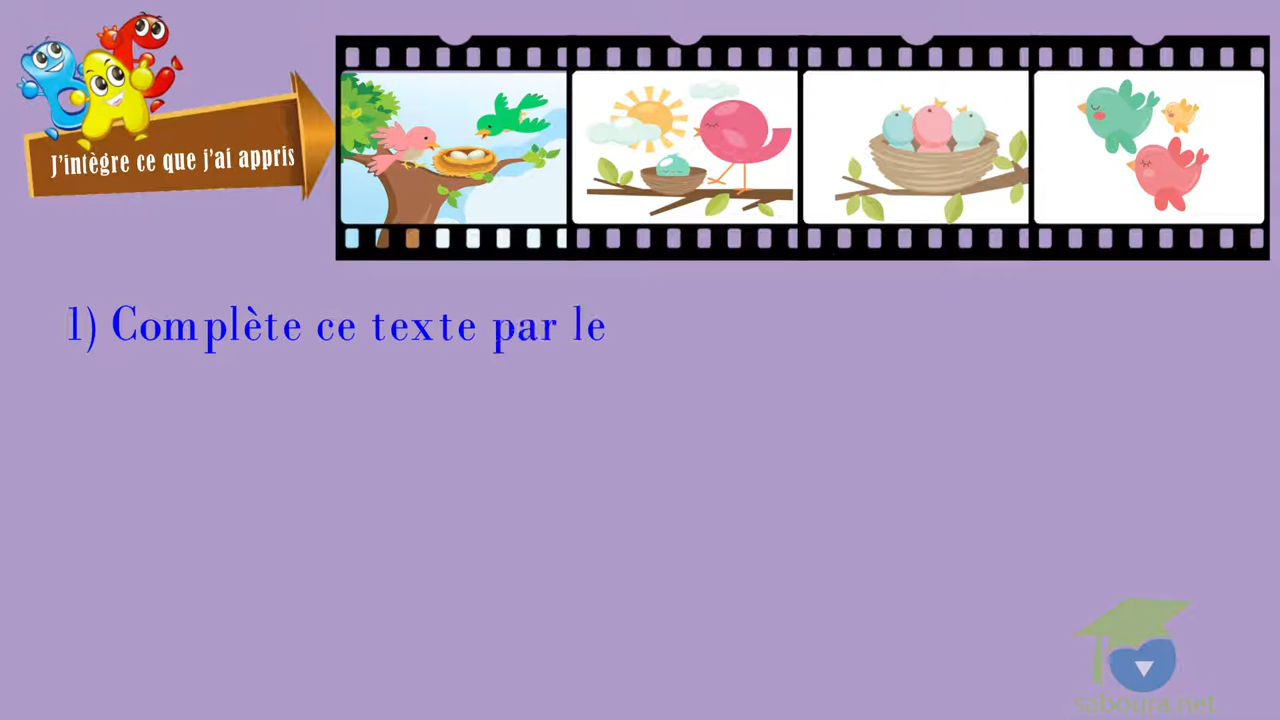 J'intègre ce que j'ai appris
1) Complète ce texte par le
saboura.net